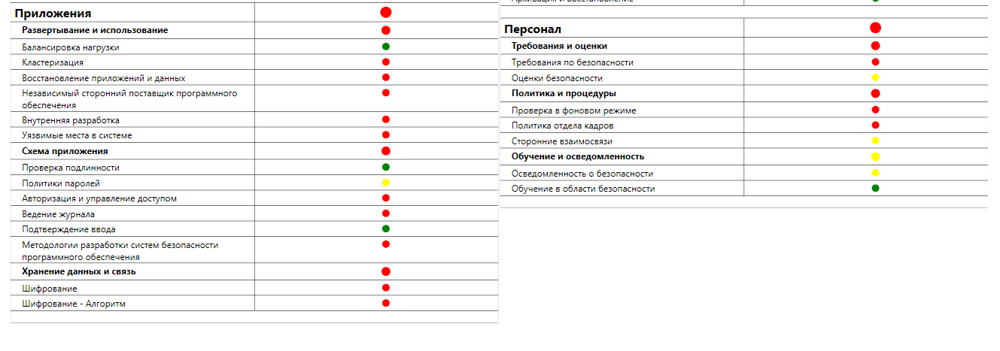 Приложения
Развертывание и использование
Балансировка нагрузки
Кластеризация
Восстановление приложений и данных
Независимый сторонний поставщик программного
обеспечения
Внутренняя разработка
Уязвимые места в системе
Схема приложения
Проверка подлинности
Политики паролей
Авторизация и управление доступом
Ведение журнала
Подтверждение ввода
Методологии разработки систем безопасности
программного обеспечения
Хранение данных и связь
Шифрование
Шифрование - Алгоритм
Архивация и восстановление
Персонал
Требования и оценки
Требования по безопасности
Оценки безопасности
Политика и процедуры
Проверка в фоновом режиме
Политика отдела кадров
Сторонние взаимосвязи
Обучение и осведомленность
Осведомленность о безопасности
Обучение в области безопасности